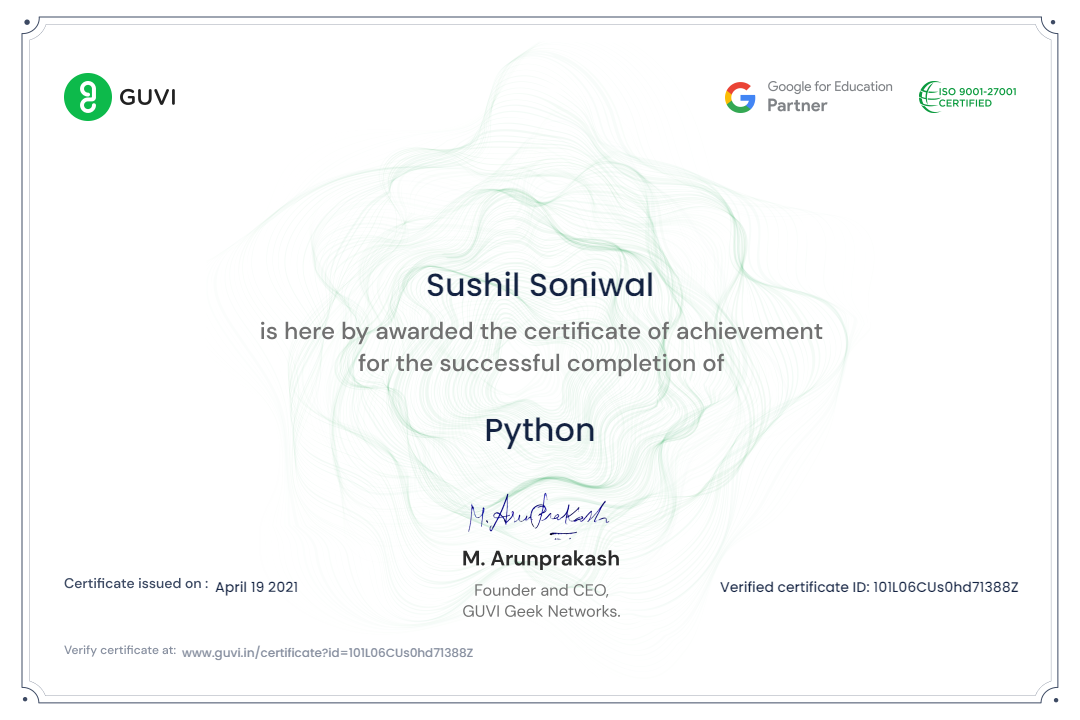 GUVI
Google for Education
Partner
ISO 9001-27001
CERTIFIED
Sushil Soniwal
is here by awarded the certificate of achievement
for the successful completion of
Python
M. Arunprakash
M. Arunprakash
Founder and CEO,
GUVI Geek Networks.
Certificate issued on : April 19 2021
Verified certificate ID: 101L06CUs0hd71388Z
Verify certificate at: www.guvi.in/certificate?id=101L06CUs0hd71388Z